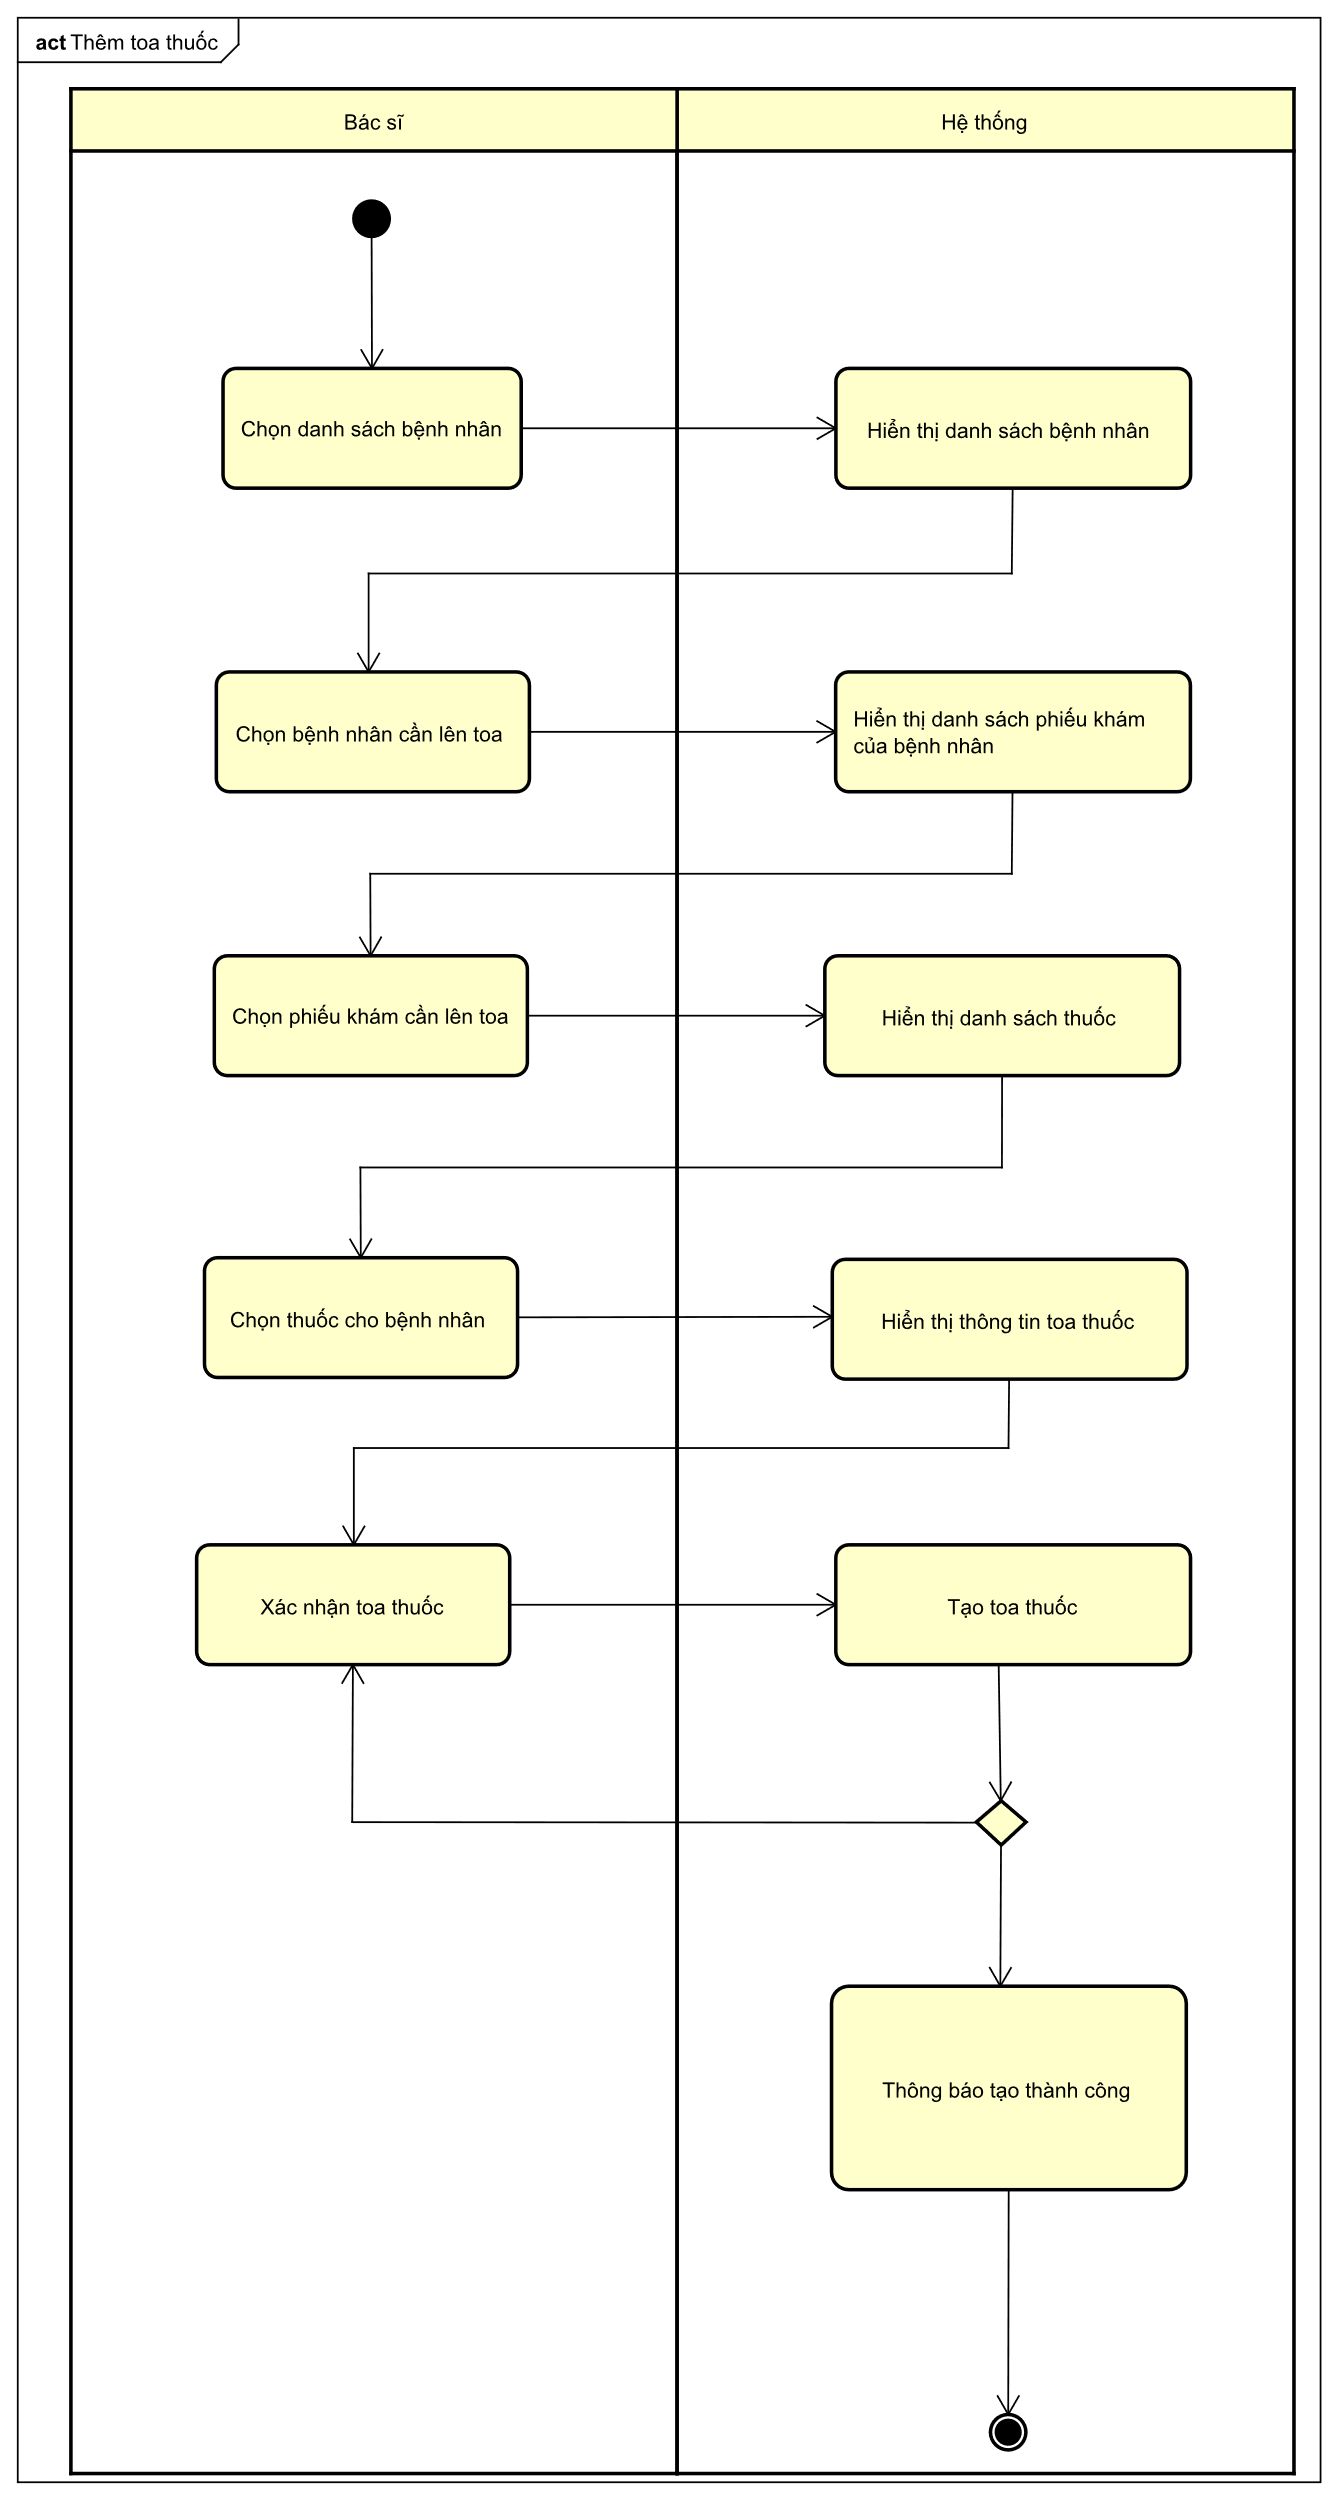 act Thêm toa thuốc
Bác sĩ
Hệ thống
Chọn danh sách bệnh nhân
Hiển thị danh sách bệnh nhân
Chọn bệnh nhân cần lên toa
Hiển thị danh sách phiếu khám
của bệnh nhân
Chọn phiếu khám cần lên toa
Hiển thị danh sách thuốc
Chọn thuốc cho bệnh nhân
Hiển thị thông tin toa thuốc
Xác nhận toa thuốc
Tạo toa thuốc
Thông báo tạo thành công